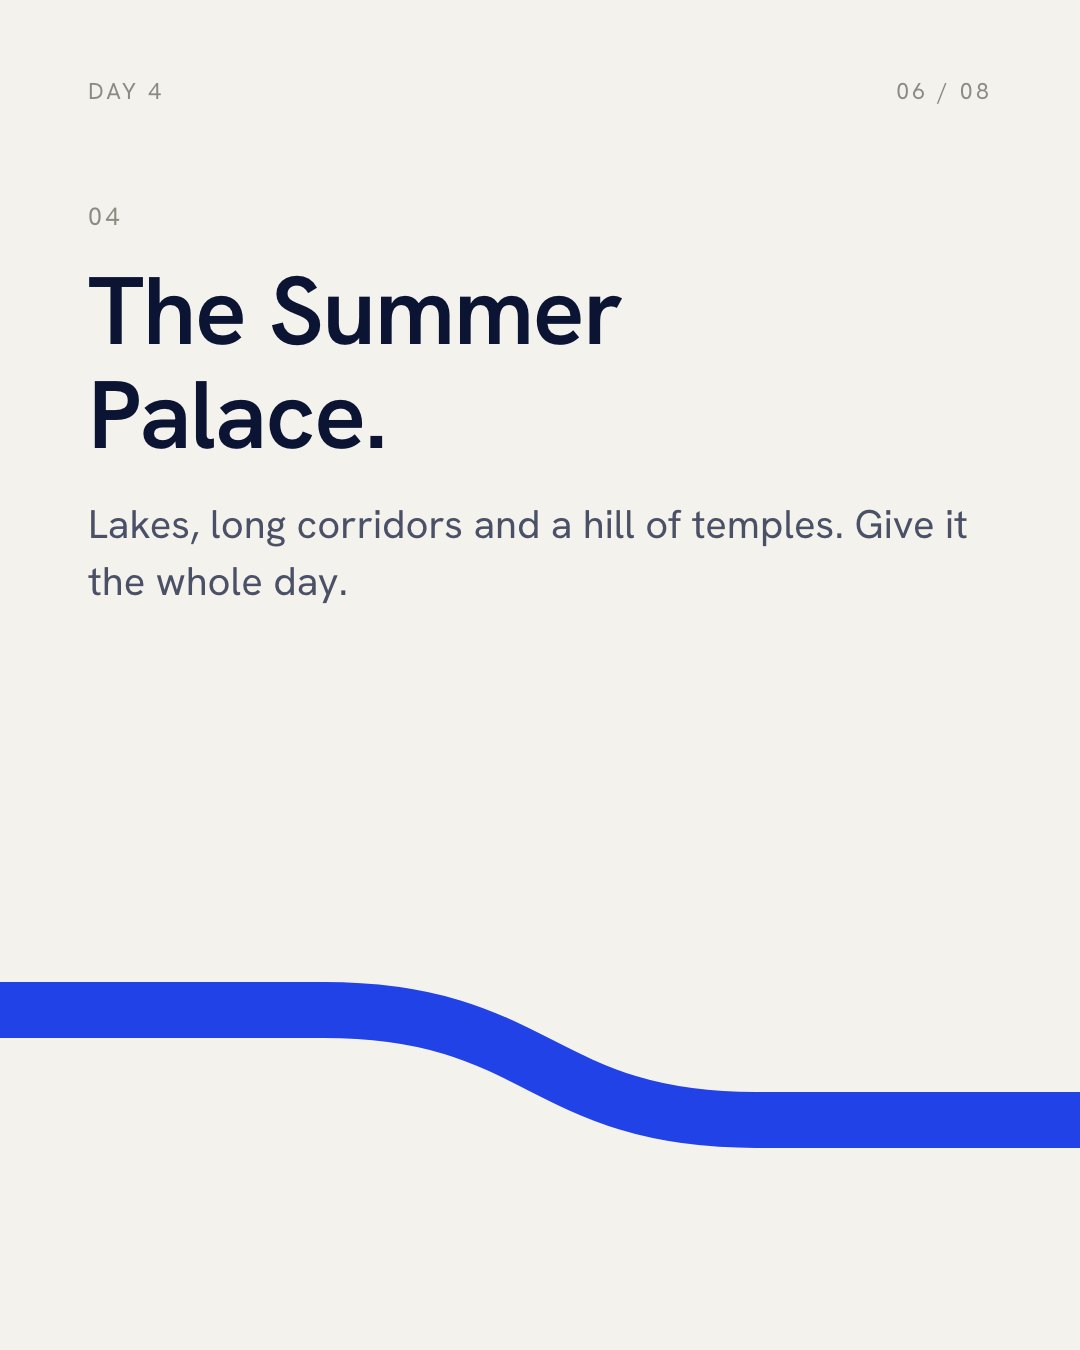 DAY 4
06 / 08
04
The Summer
Palace.
Lakes, long corridors and a hill of temples. Give it
the whole day.